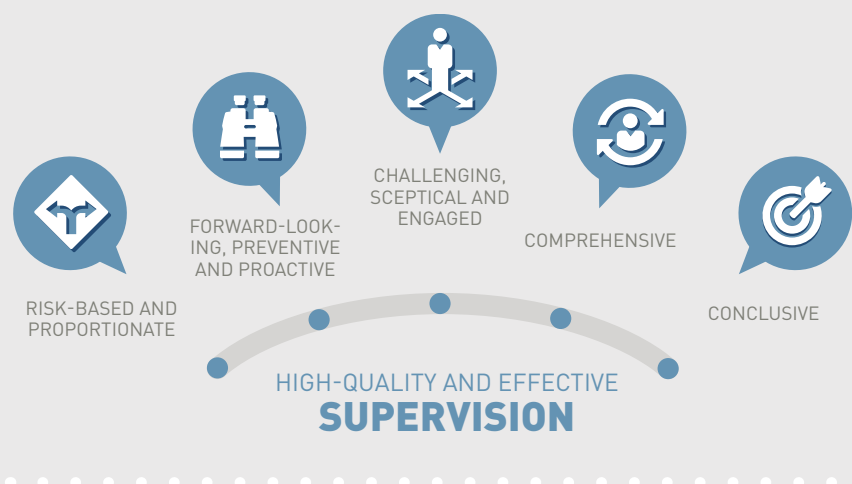 CHALLENGING,
SCEPTICAL AND
ENGAGED
FORWARD-LOOK-
ING, PREVENTIVE
AND PROACTIVE
COMPREHENSIVE
RISK-BASED AND
PROPORTIONATE
CONCLUSIVE
HIGH-QUALITY AND EFFECTIVE
SUPERVISION